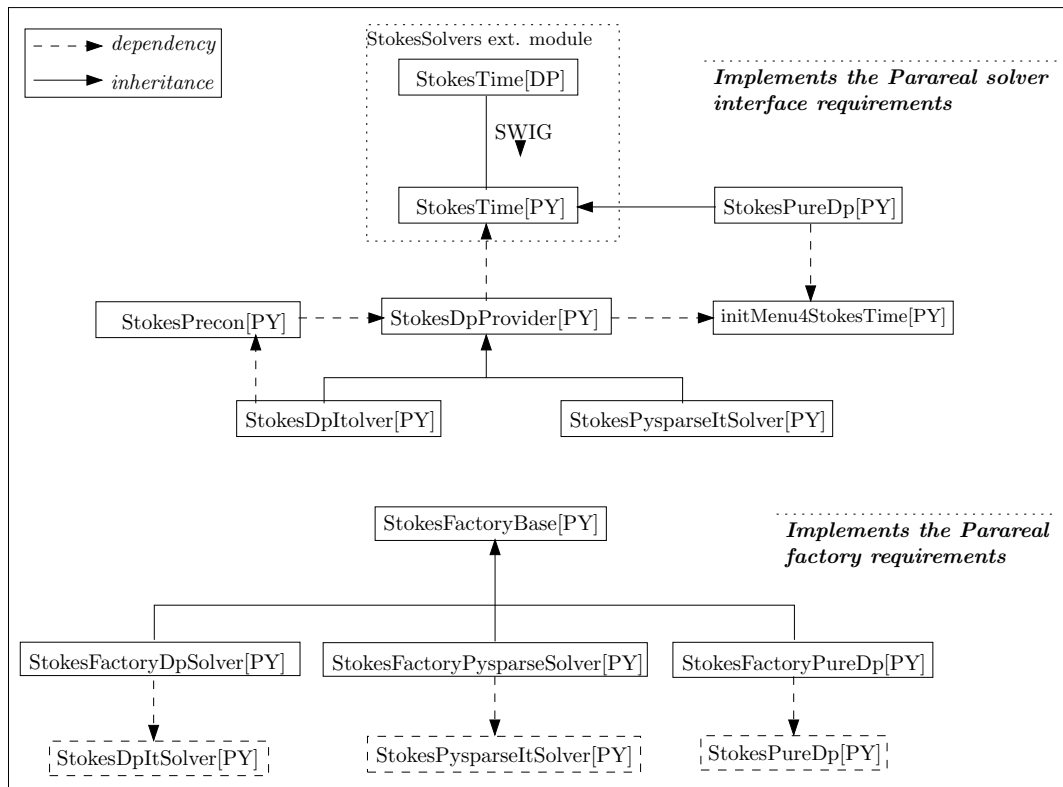 dependency
inheritance
StokesSolvers ext. module
StokesTime[DP]
SWIG
StokesTime[PY]
Implements the Parareal solver
interface requirements
StokesPureDp[PY]
StokesPrecon[PY]
StokesDpProvider[PY]
initMenu4StokesTime[PY]
StokesDpItolver[PY]
StokesPysparseItSolver[PY]
StokesFactoryBase[PY]
Implements the Parareal
factory requirements
StokesFactoryDpSolver[PY]
StokesFactoryPysparseSolver[PY]
StokesFactoryPureDp[PY]
StokesDpItSolver[PY]
StokesPysparseItSolver[PY]
StokesPureDp[PY]